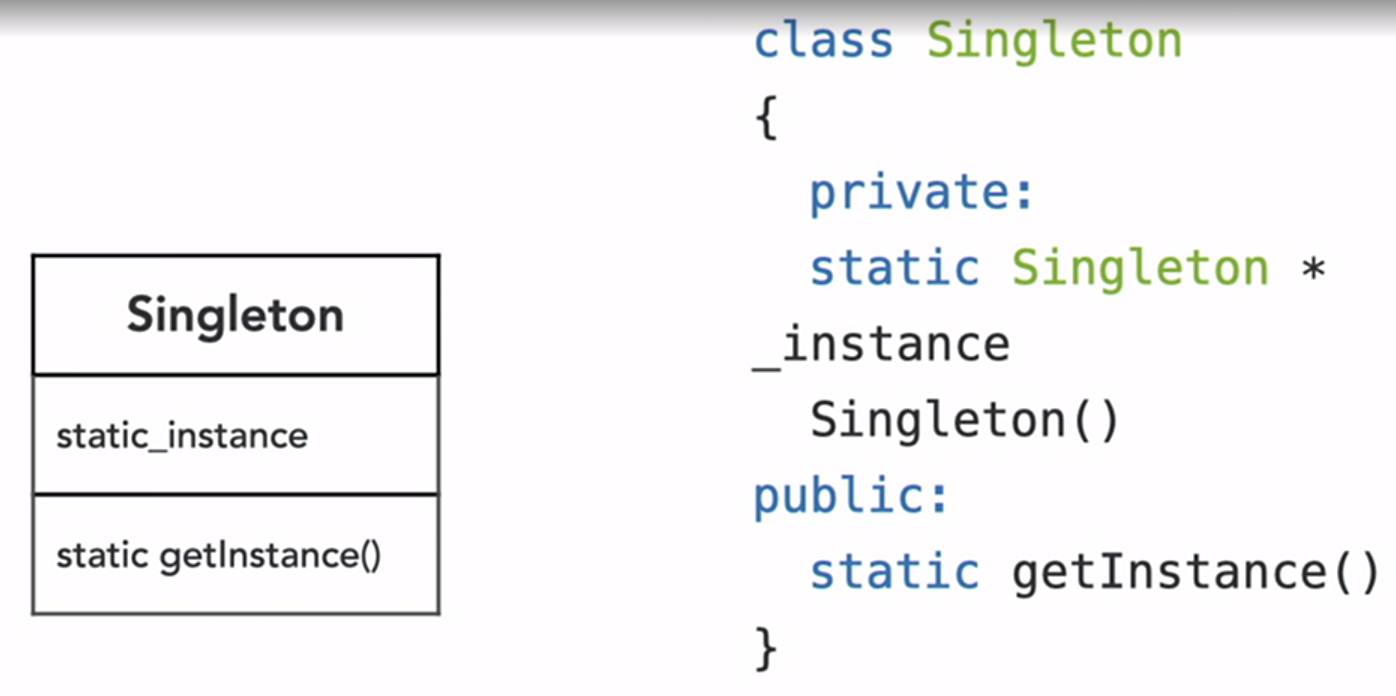 Singleton
static_instance
static getInstance()
class Singleton
{
private:
static Singleton *
_instance
Singleton()
public:
static getInstance()
}